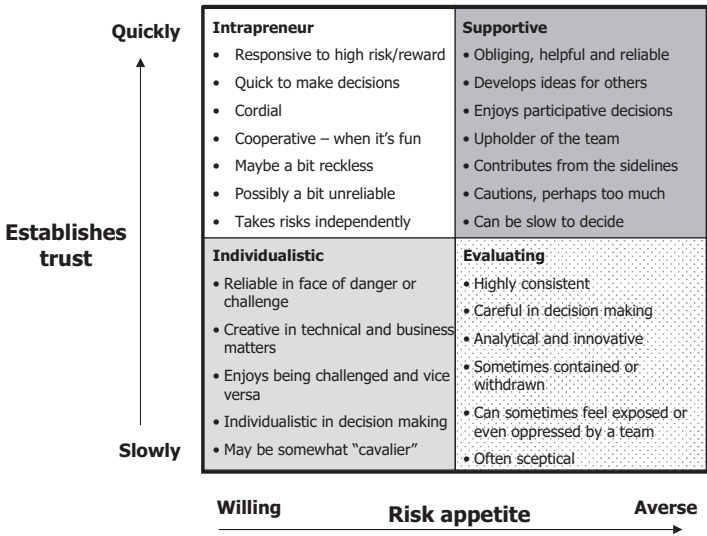 Quickly
Establishes
trust
Slowly
Intrapreneur
• Responsive to high risk/reward
• Quick to make decisions
• Cordial
• Cooperative – when it's fun
• Maybe a bit reckless
• Possibly a bit unreliable
• Takes risks independently
Supportive
• Obliging, helpful and reliable
• Develops ideas for others
• Enjoys participative decisions
• Upholder of the team
• Contributes from the sidelines
• Cautions, perhaps too much
• Can be slow to decide
Individualistic
• Reliable in face of danger or
challenge
• Creative in technical and business
matters
• Enjoys being challenged and vice
versa
• Individualistic in decision making
• May be somewhat "cavalier"
Evaluating
• Highly consistent
• Careful in decision making
• Analytical and innovative
• Sometimes contained or
withdrawn
• Can sometimes feel exposed or
even oppressed by a team
• Often sceptical
Willing
Risk appetite
Averse